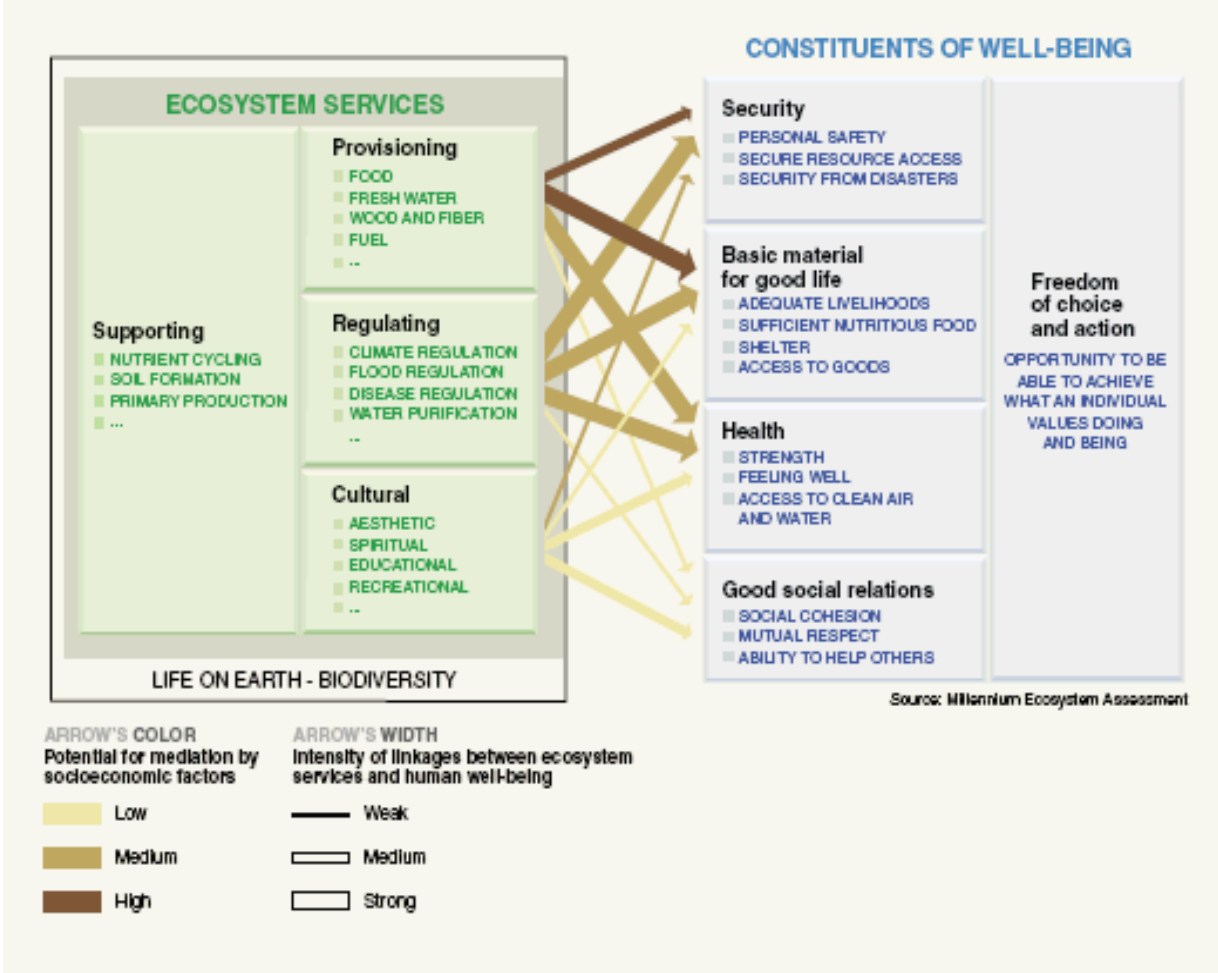 CONSTITUENTS OF WELL-BEING
ECOSYSTEM SERVICES
Supporting
NUTRIENT CYCLING
SOIL FORMATION
PRIMARY PRODUCTION
...
Provisioning
FOOD
FRESH WATER
WOOD AND FIBER
FUEL
...
Regulating
CLIMATE REGULATION
FLOOD REGULATION
DISEASE REGULATION
WATER PURIFICATION
...
Cultural
AESTHETIC
SPIRITUAL
EDUCATIONAL
RECREATIONAL
...
LIFE ON EARTH - BIODIVERSITY
Security
PERSONAL SAFETY
SECURE RESOURCE ACCESS
SECURITY FROM DISASTERS
Basic material
for good life
ADEQUATE LIVELIHOODS
SUFFICIENT NUTRITIOUS FOOD
SHELTER
ACCESS TO GOODS
Health
STRENGTH
FEELING WELL
ACCESS TO CLEAN AIR
AND WATER
Good social relations
SOCIAL COHESION
MUTUAL RESPECT
ABILITY TO HELP OTHERS
Freedom
of choice
and action
OPPORTUNITY TO BE
ABLE TO ACHIEVE
WHAT AN INDIVIDUAL
VALUES DOING
AND BEING
Source: Millennium Ecosystem Assessment
ARROW'S COLOR
Potential for mediation by
socioeconomic factors
Low
Medium
High
ARROW'S WIDTH
Intensity of linkages between ecosystem
services and human well-being
Weak
Medium
Strong